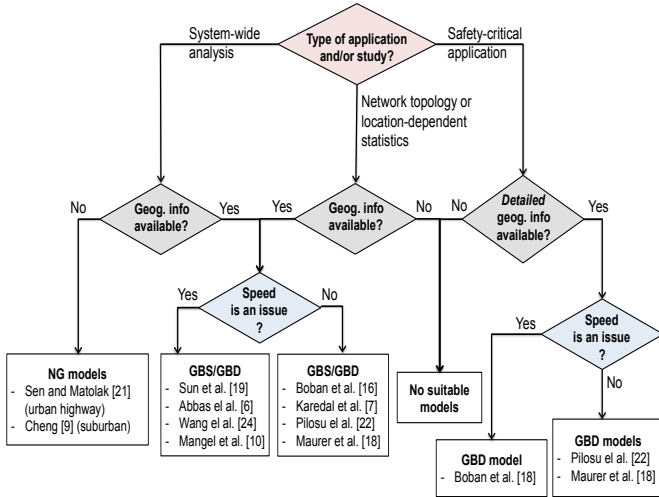 Type of application
and/or study?
System-wide
analysis
Safety-critical
application
Network topology or
location-dependent
statistics
No
Geog. info
available?
Yes
Yes
Geog. info
available?
No
No
Detailed
geog. info
available?
Yes
Yes
Speed
is an issue
?
No
Yes
Speed
is an issue
?
No
NG models
- Sen and Matolak [21]
(urban highway)
- Cheng [9] (suburban)
GBS/GBD
- Sun et al. [19]
- Abbas el al. [6]
- Wang el al. [24]
- Mangel el al. [10]
GBS/GBD
- Boban et al. [16]
- Karedal et al. [7]
- Pilosu el al. [22]
- Maurer el al. [18]
No suitable
models
GBD model
- Boban el al. [18]
GBD models
- Pilosu el al. [22]
- Maurer el al. [18]